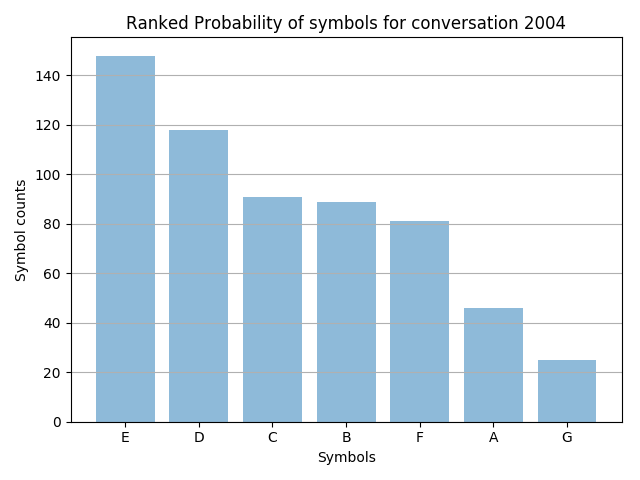 Ranked Probability of symbols for conversation 2004
Symbol counts
140
120
100
80
60
40
20
0
E D C B F A G
Symbols